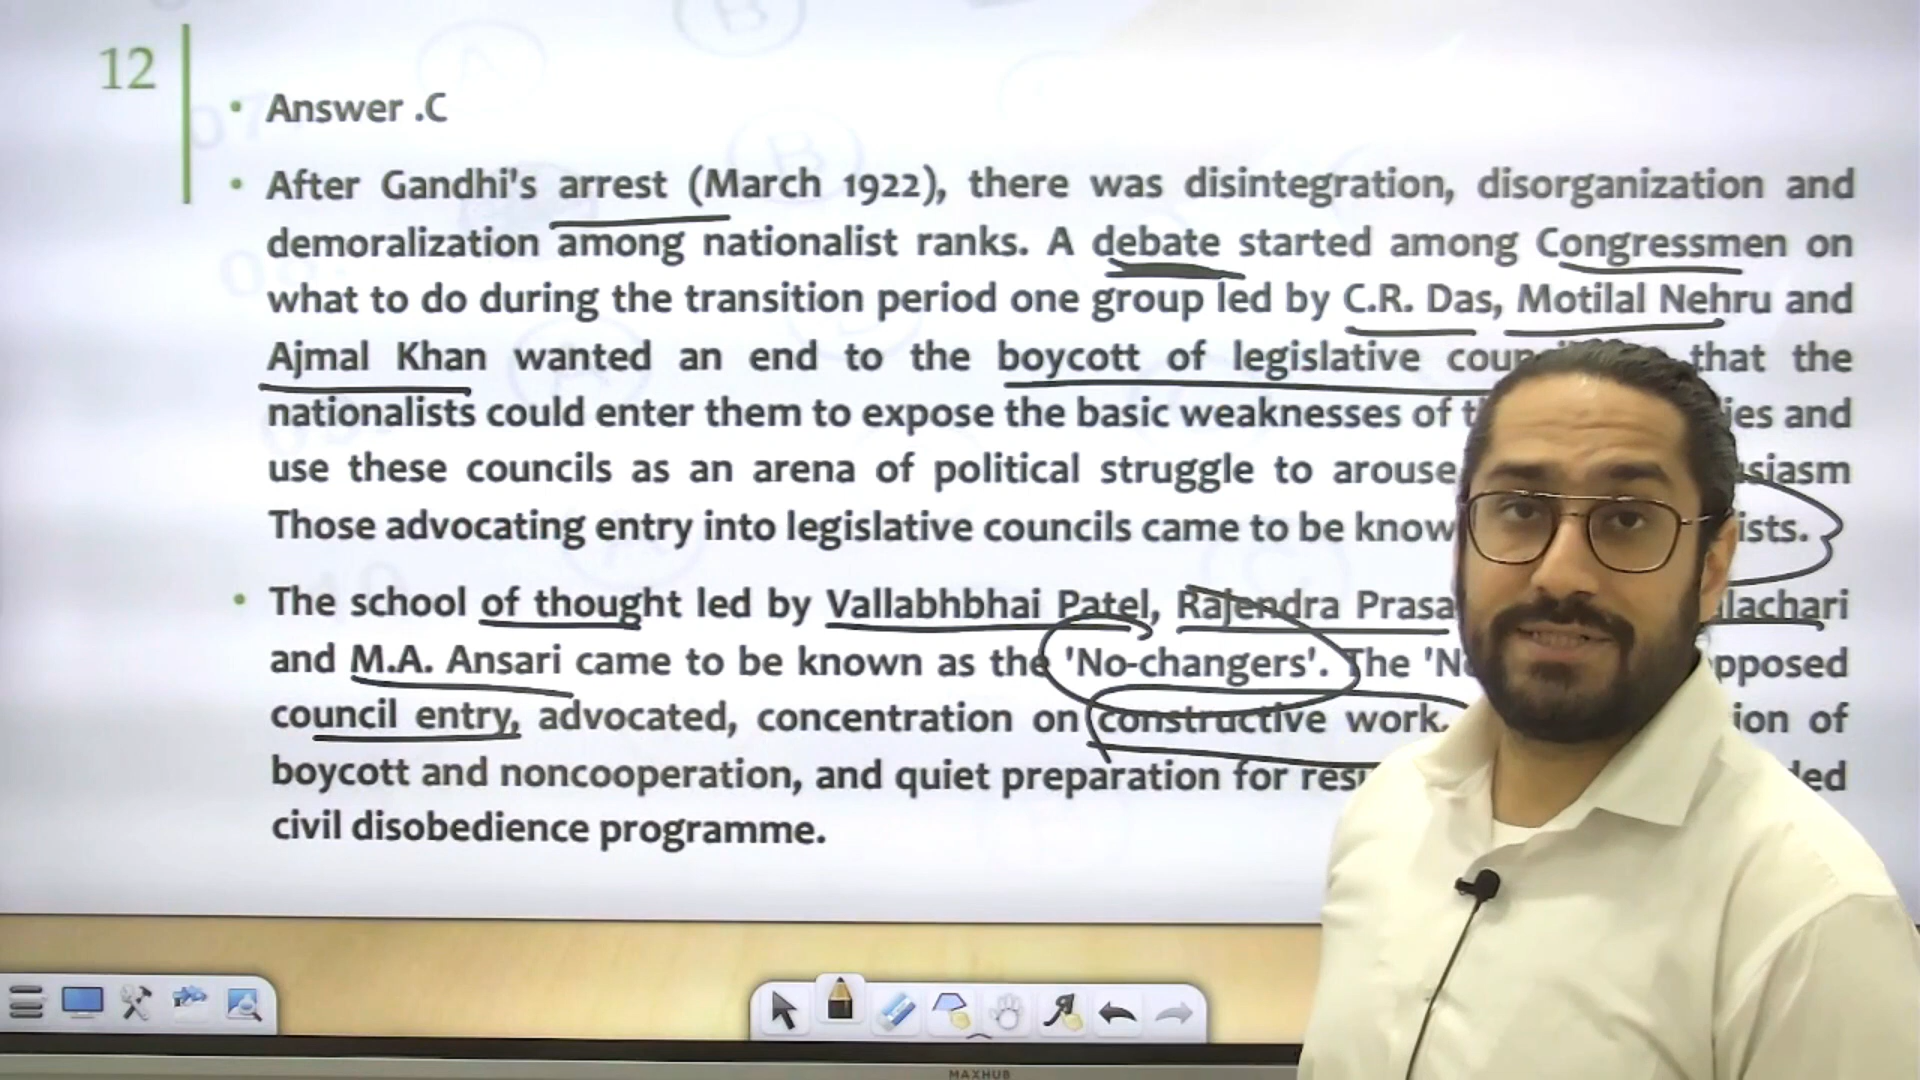 12
• Answer .C
• After Gandhi's arrest (March 1922), there was disintegration, disorganization and
demoralization among nationalist ranks. A debate started among Congressmen on
what to do during the transition period one group led by C.R. Das, Motilal Nehru and
Ajmal Khan wanted an end to the boycott of legislative that the
nationalists could enter them to expose the basic weaknesses of and
use these councils as an arena of political struggle to arouse
Those advocating entry into legislative councils came to be
• The school of thought led by Vallabhbhai Patel, Rajendra
and M.A. Ansari came to be known as the 'No-changers'. The
council entry, advocated, concentration on constructive work. of
boycott and noncooperation, and quiet preparation for
civil disobedience programme.
MAXHUB